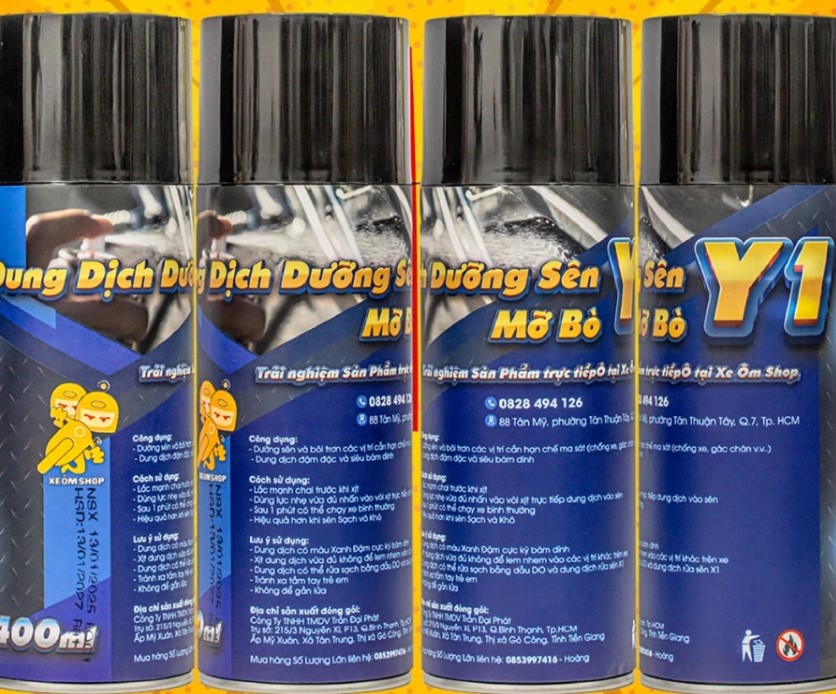 Dung Dịch Dưỡng Sên
Mỡ Bò
Y1
Trải nghiệm Sản Phẩm trực tiếpÔ tại Xe Ôm Shop
0828 494 126
88 Tân Mỹ, phường Tân Thuận Tây, Q.7, Tp. HCM
XE ÔM SHOP
NSX 13/01/2025
HSD:13/01/2027
400ml
Công dụng:
- Dưỡng sên và bôi trơn các vị trí cần hạn chế ma sát (chống xe, gác chân v.v..)
- Dung dịch đậm đặc và siêu bám dính
Cách sử dụng:
- Lắc mạnh chai trước khi xịt
- Dùng lực nhẹ vừa đủ nhấn vào vòi xịt trực tiếp dung dịch vào sên
- Sau 1 phút có thể chạy xe bình thường
- Hiệu quả hơn khi sên Sạch và Khô
Lưu ý sử dụng:
- Dung dịch có màu Xanh Đậm cực kỳ bám dính
- Xịt dung dịch vừa đủ không để lem nhem vào các vị trí khác trên xe
- Dung dịch có thể rửa sạch bằng dầu DO và dung dịch rửa sên X1
- Tránh xa tầm tay trẻ em
- Không để gần lửa
Địa chỉ sản xuất đóng gói:
Công Ty TNHH TMDV Trần Đại Phát
Trụ sở: 215/3 Nguyễn Xí, P13, Q.Bình Thạnh, Tp.HCM
Ấp Mỹ Xuân, Xã Tân Trung, Thị xã Gò Công, Tỉnh Tiền Giang
Mua hàng Số Lượng Lớn liên hệ: 0853997416 - Hoàng